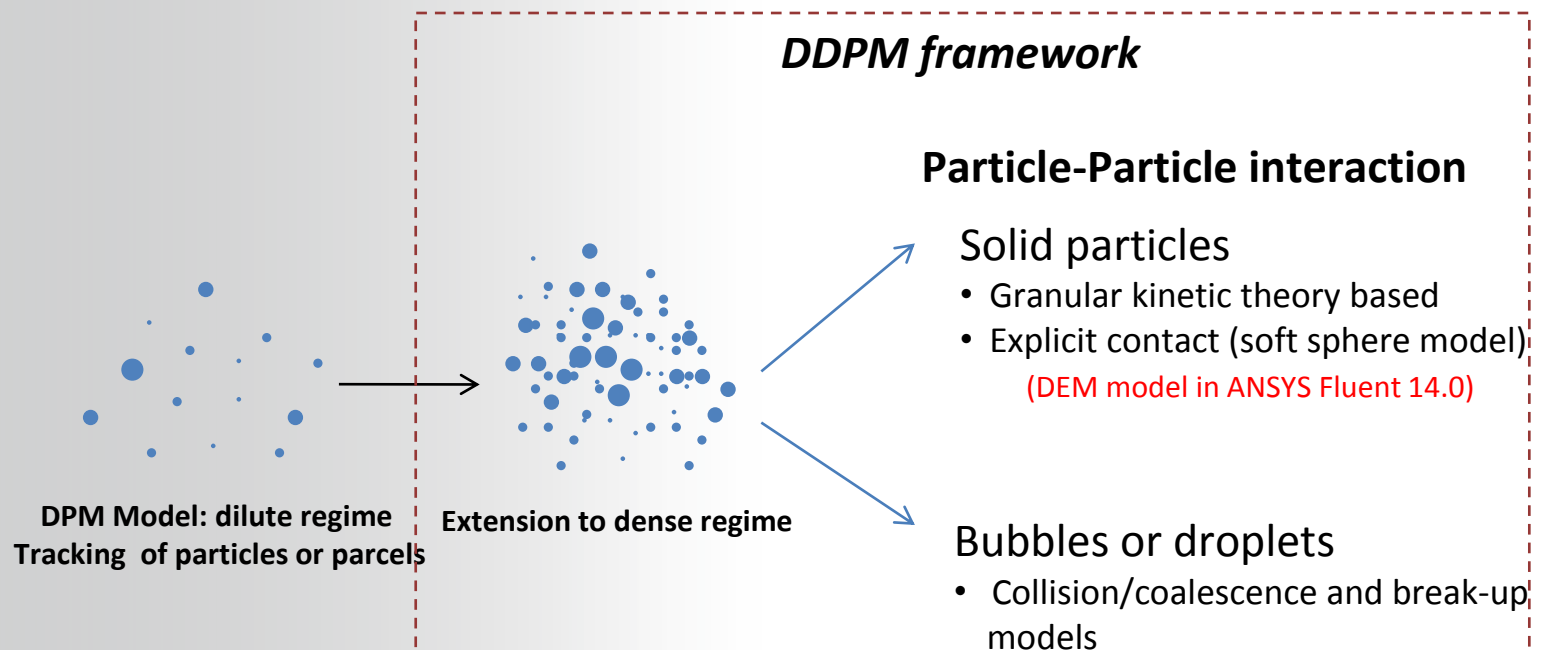 DDPM framework
Particle-Particle interaction
Solid particles
• Granular kinetic theory based
• Explicit contact (soft sphere model)
(DEM model in ANSYS Fluent 14.0)
DPM Model: dilute regime
Tracking of particles or parcels
Extension to dense regime
Bubbles or droplets
• Collision/coalescence and break-up
models